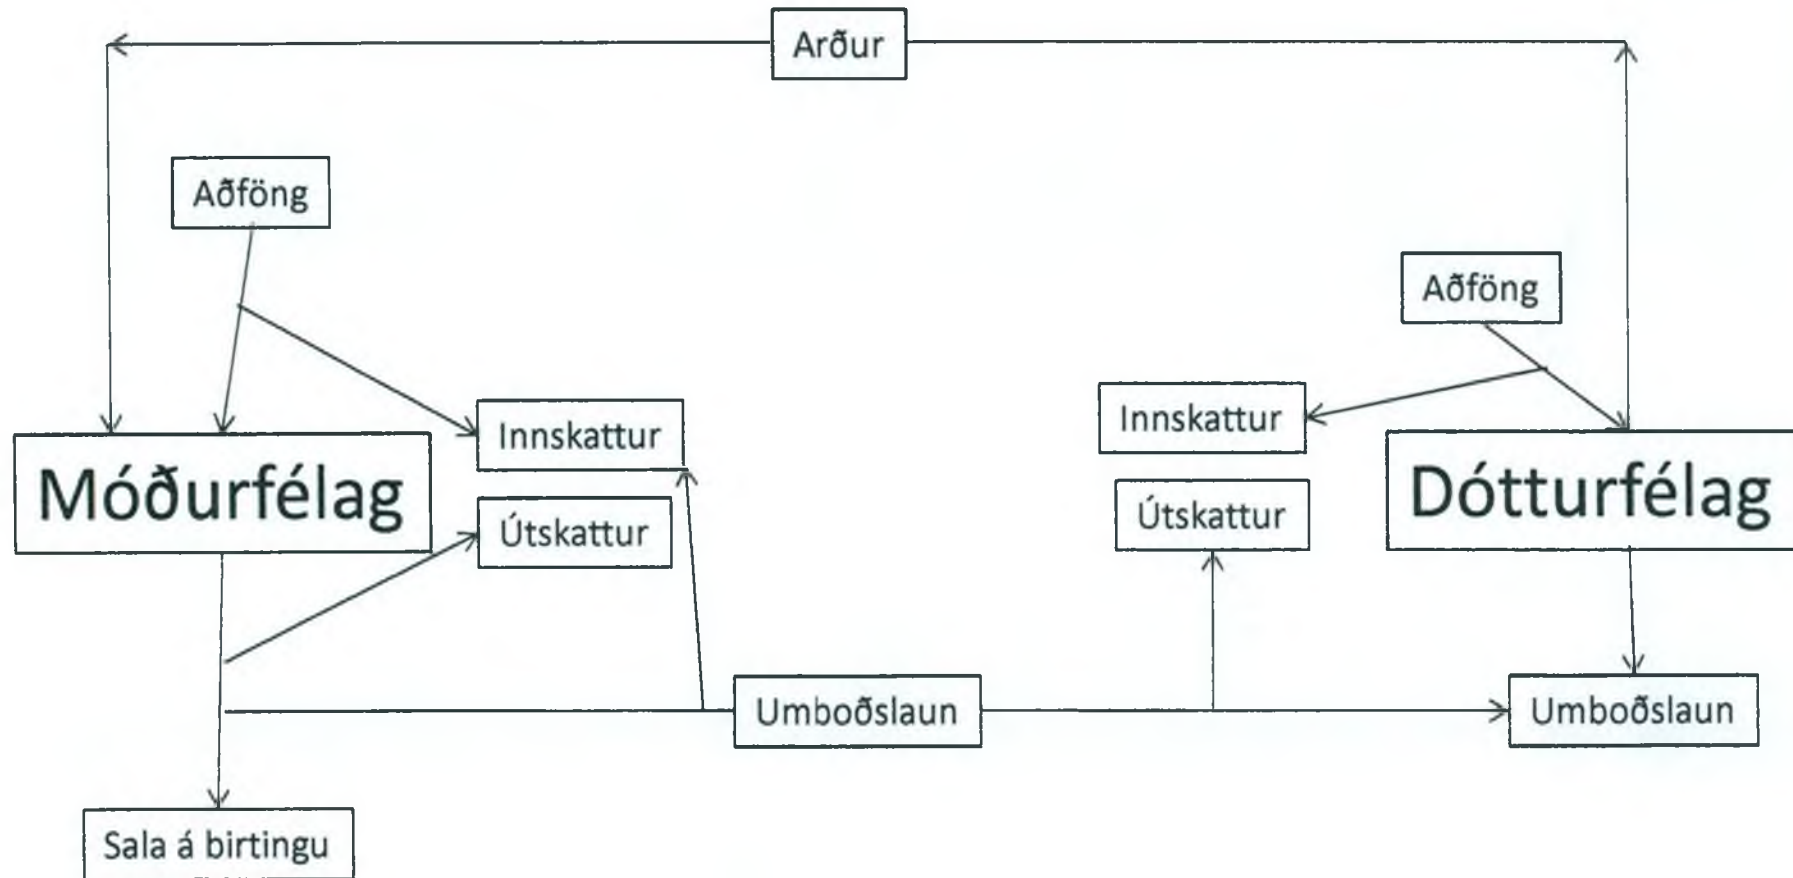 Arður
Aðföng
Aðföng
Innskattur
Innskattur
Móðurfélag
Dótturfélag
Útskattur
Útskattur
Umboðslaun
Umboðslaun
Sala á birtingu